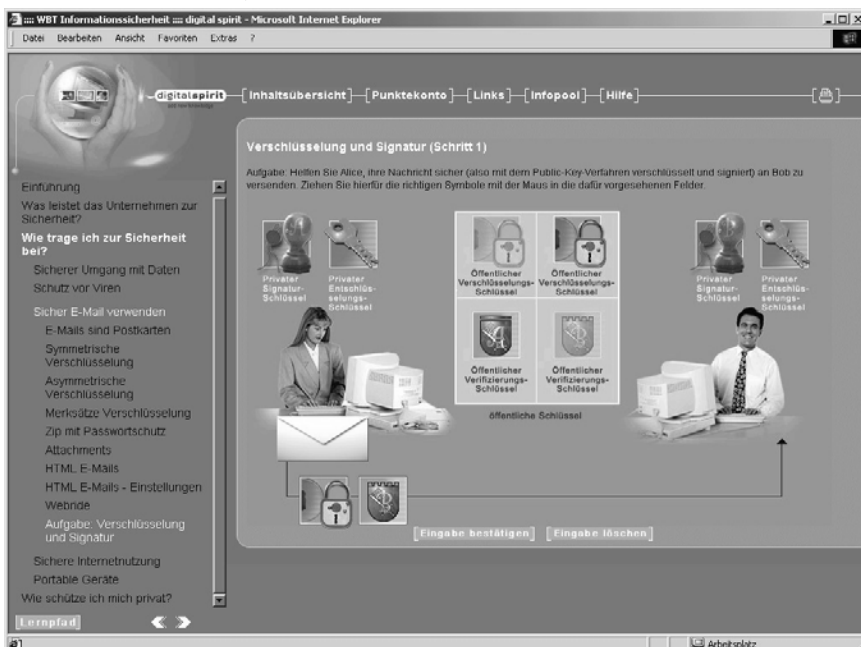 :::: WBT Informationssicherheit :::: digital spirit - Microsoft Internet Explorer
Datei Bearbeiten Ansicht Favoriten Extras ?
digitalspirit
[Inhaltsübersicht] [Punktekonto] [Links] [Infopool] [Hilfe]
Einführung
Was leistet das Unternehmen zur
Sicherheit?
Wie trage ich zur Sicherheit
bei?
Sicherer Umgang mit Daten
Schutz vor Viren
Sicher E-Mail verwenden
E-Mails sind Postkarten
Symmetrische
Verschlüsselung
Asymmetrische
Verschlüsselung
Merksätze Verschlüsselung
Zip mit Passwortschutz
Attachments
HTML E-Mails
HTML E-Mails - Einstellungen
Webride
Aufgabe: Verschlüsselung
und Signatur
Sichere Internetnutzung
Portable Geräte
Wie schütze ich mich privat?
[Lernpfad]
Verschlüsselung und Signatur (Schritt 1)
Aufgabe: Helfen Sie Alice, ihre Nachricht sicher (also mit dem Public-Key-Verfahren verschlüsselt und signiert) an Bob zu
versenden. Ziehen Sie hierfür die richtigen Symbole mit der Maus in die dafür vorgesehenen Felder.
Privater
Signatur-
Schlüssel
Privater
Entschlüs-
selungs-
Schlüssel
Öffentlicher
Verschlüsselungs-
Schlüssel
Öffentlicher
Verschlüsselungs-
Schlüssel
Öffentlicher
Verifizierungs-
Schlüssel
Öffentlicher
Verifizierungs-
Schlüssel
öffentliche Schlüssel
Privater
Signatur-
Schlüssel
Privater
Entschlüs-
selungs-
Schlüssel
[Eingabe bestätigen] [Eingabe löschen]
Arbeitsplatz